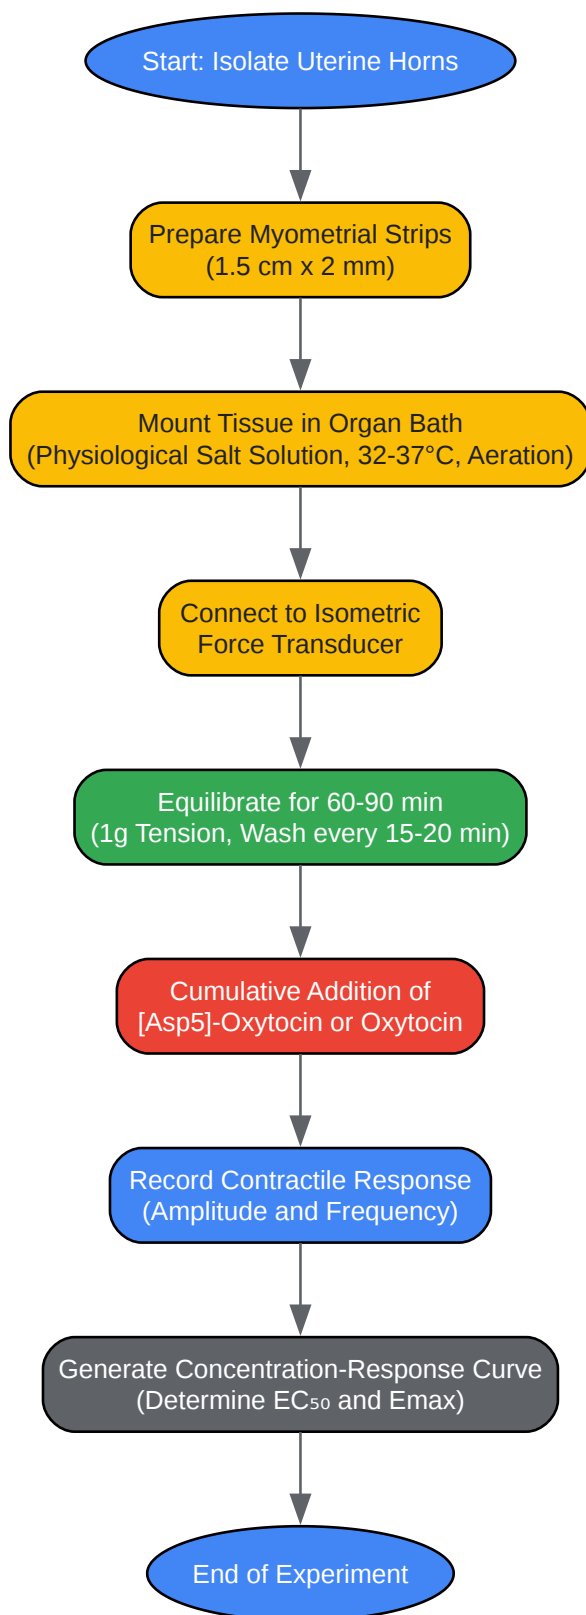 Start: Isolate Uterine Horns
Prepare Myometrial Strips
(1.5 cm x 2 mm)
Mount Tissue in Organ Bath
(Physiological Salt Solution, 32-37°C, Aeration)
Connect to Isometric
Force Transducer
Equilibrate for 60-90 min
(1g Tension, Wash every 15-20 min)
Cumulative Addition of
[Asp5]-Oxytocin or Oxytocin
Record Contractile Response
(Amplitude and Frequency)
Generate Concentration-Response Curve
(Determine EC₅₀ and Emax)
End of Experiment